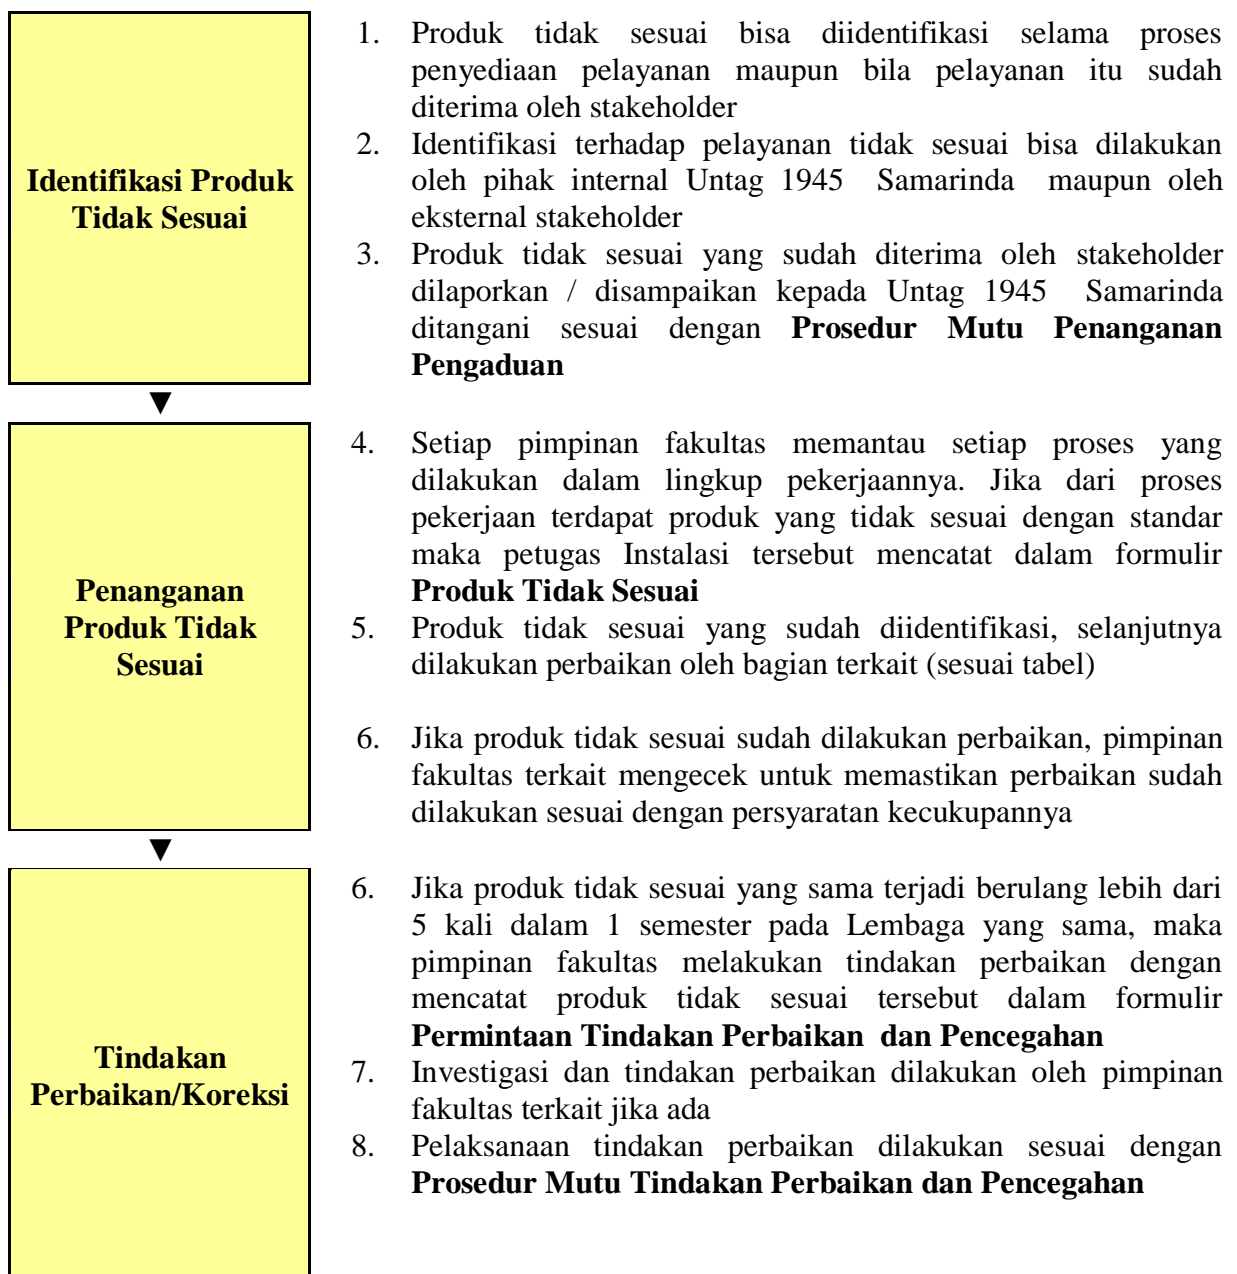 Identifikasi Produk
Tidak Sesuai
1. Produk tidak sesuai bisa diidentifikasi selama proses
penyediaan pelayanan maupun bila pelayanan itu sudah
diterima oleh stakeholder
2. Identifikasi terhadap pelayanan tidak sesuai bisa dilakukan
oleh pihak internal Untag 1945 Samarinda maupun oleh
eksternal stakeholder
3. Produk tidak sesuai yang sudah diterima oleh stakeholder
dilaporkan / disampaikan kepada Untag 1945 Samarinda
ditangani sesuai dengan Prosedur Mutu Penanganan
Pengaduan
▼
Penanganan
Produk Tidak
Sesuai
4. Setiap pimpinan fakultas memantau setiap proses yang
dilakukan dalam lingkup pekerjaannya. Jika dari proses
pekerjaan terdapat produk yang tidak sesuai dengan standar
maka petugas Instalasi tersebut mencatat dalam formulir
Produk Tidak Sesuai
5. Produk tidak sesuai yang sudah diidentifikasi, selanjutnya
dilakukan perbaikan oleh bagian terkait (sesuai tabel)
6. Jika produk tidak sesuai sudah dilakukan perbaikan, pimpinan
fakultas terkait mengecek untuk memastikan perbaikan sudah
dilakukan sesuai dengan persyaratan kecukupannya
▼
Tindakan
Perbaikan/Koreksi
6. Jika produk tidak sesuai yang sama terjadi berulang lebih dari
5 kali dalam 1 semester pada Lembaga yang sama, maka
pimpinan fakultas melakukan tindakan perbaikan dengan
mencatat produk tidak sesuai tersebut dalam formulir
Permintaan Tindakan Perbaikan dan Pencegahan
7. Investigasi dan tindakan perbaikan dilakukan oleh pimpinan
fakultas terkait jika ada
8. Pelaksanaan tindakan perbaikan dilakukan sesuai dengan
Prosedur Mutu Tindakan Perbaikan dan Pencegahan